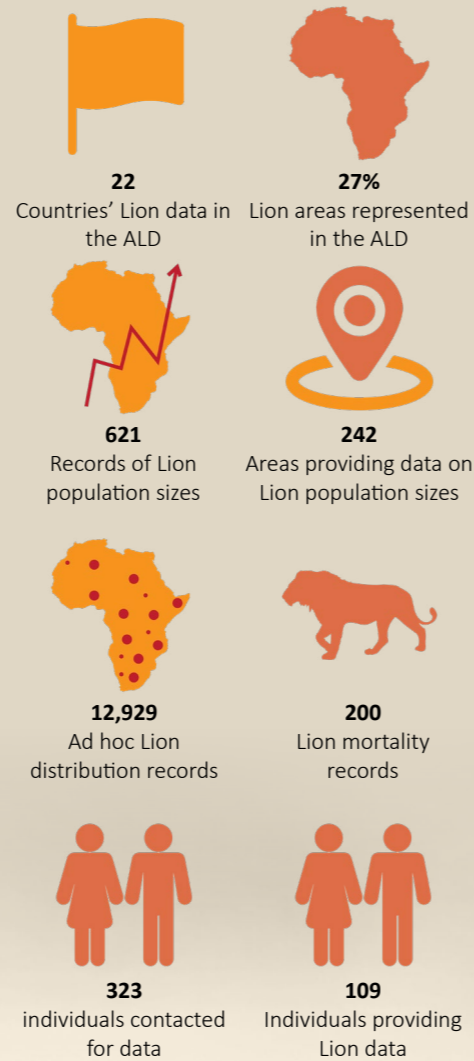 22
Countries' Lion data in
the ALD
27%
Lion areas represented
in the ALD
621
Records of Lion
population sizes
242
Areas providing data on
Lion population sizes
12,929
Ad hoc Lion
distribution records
200
Lion mortality
records
323
individuals contacted
for data
109
Individuals providing
Lion data